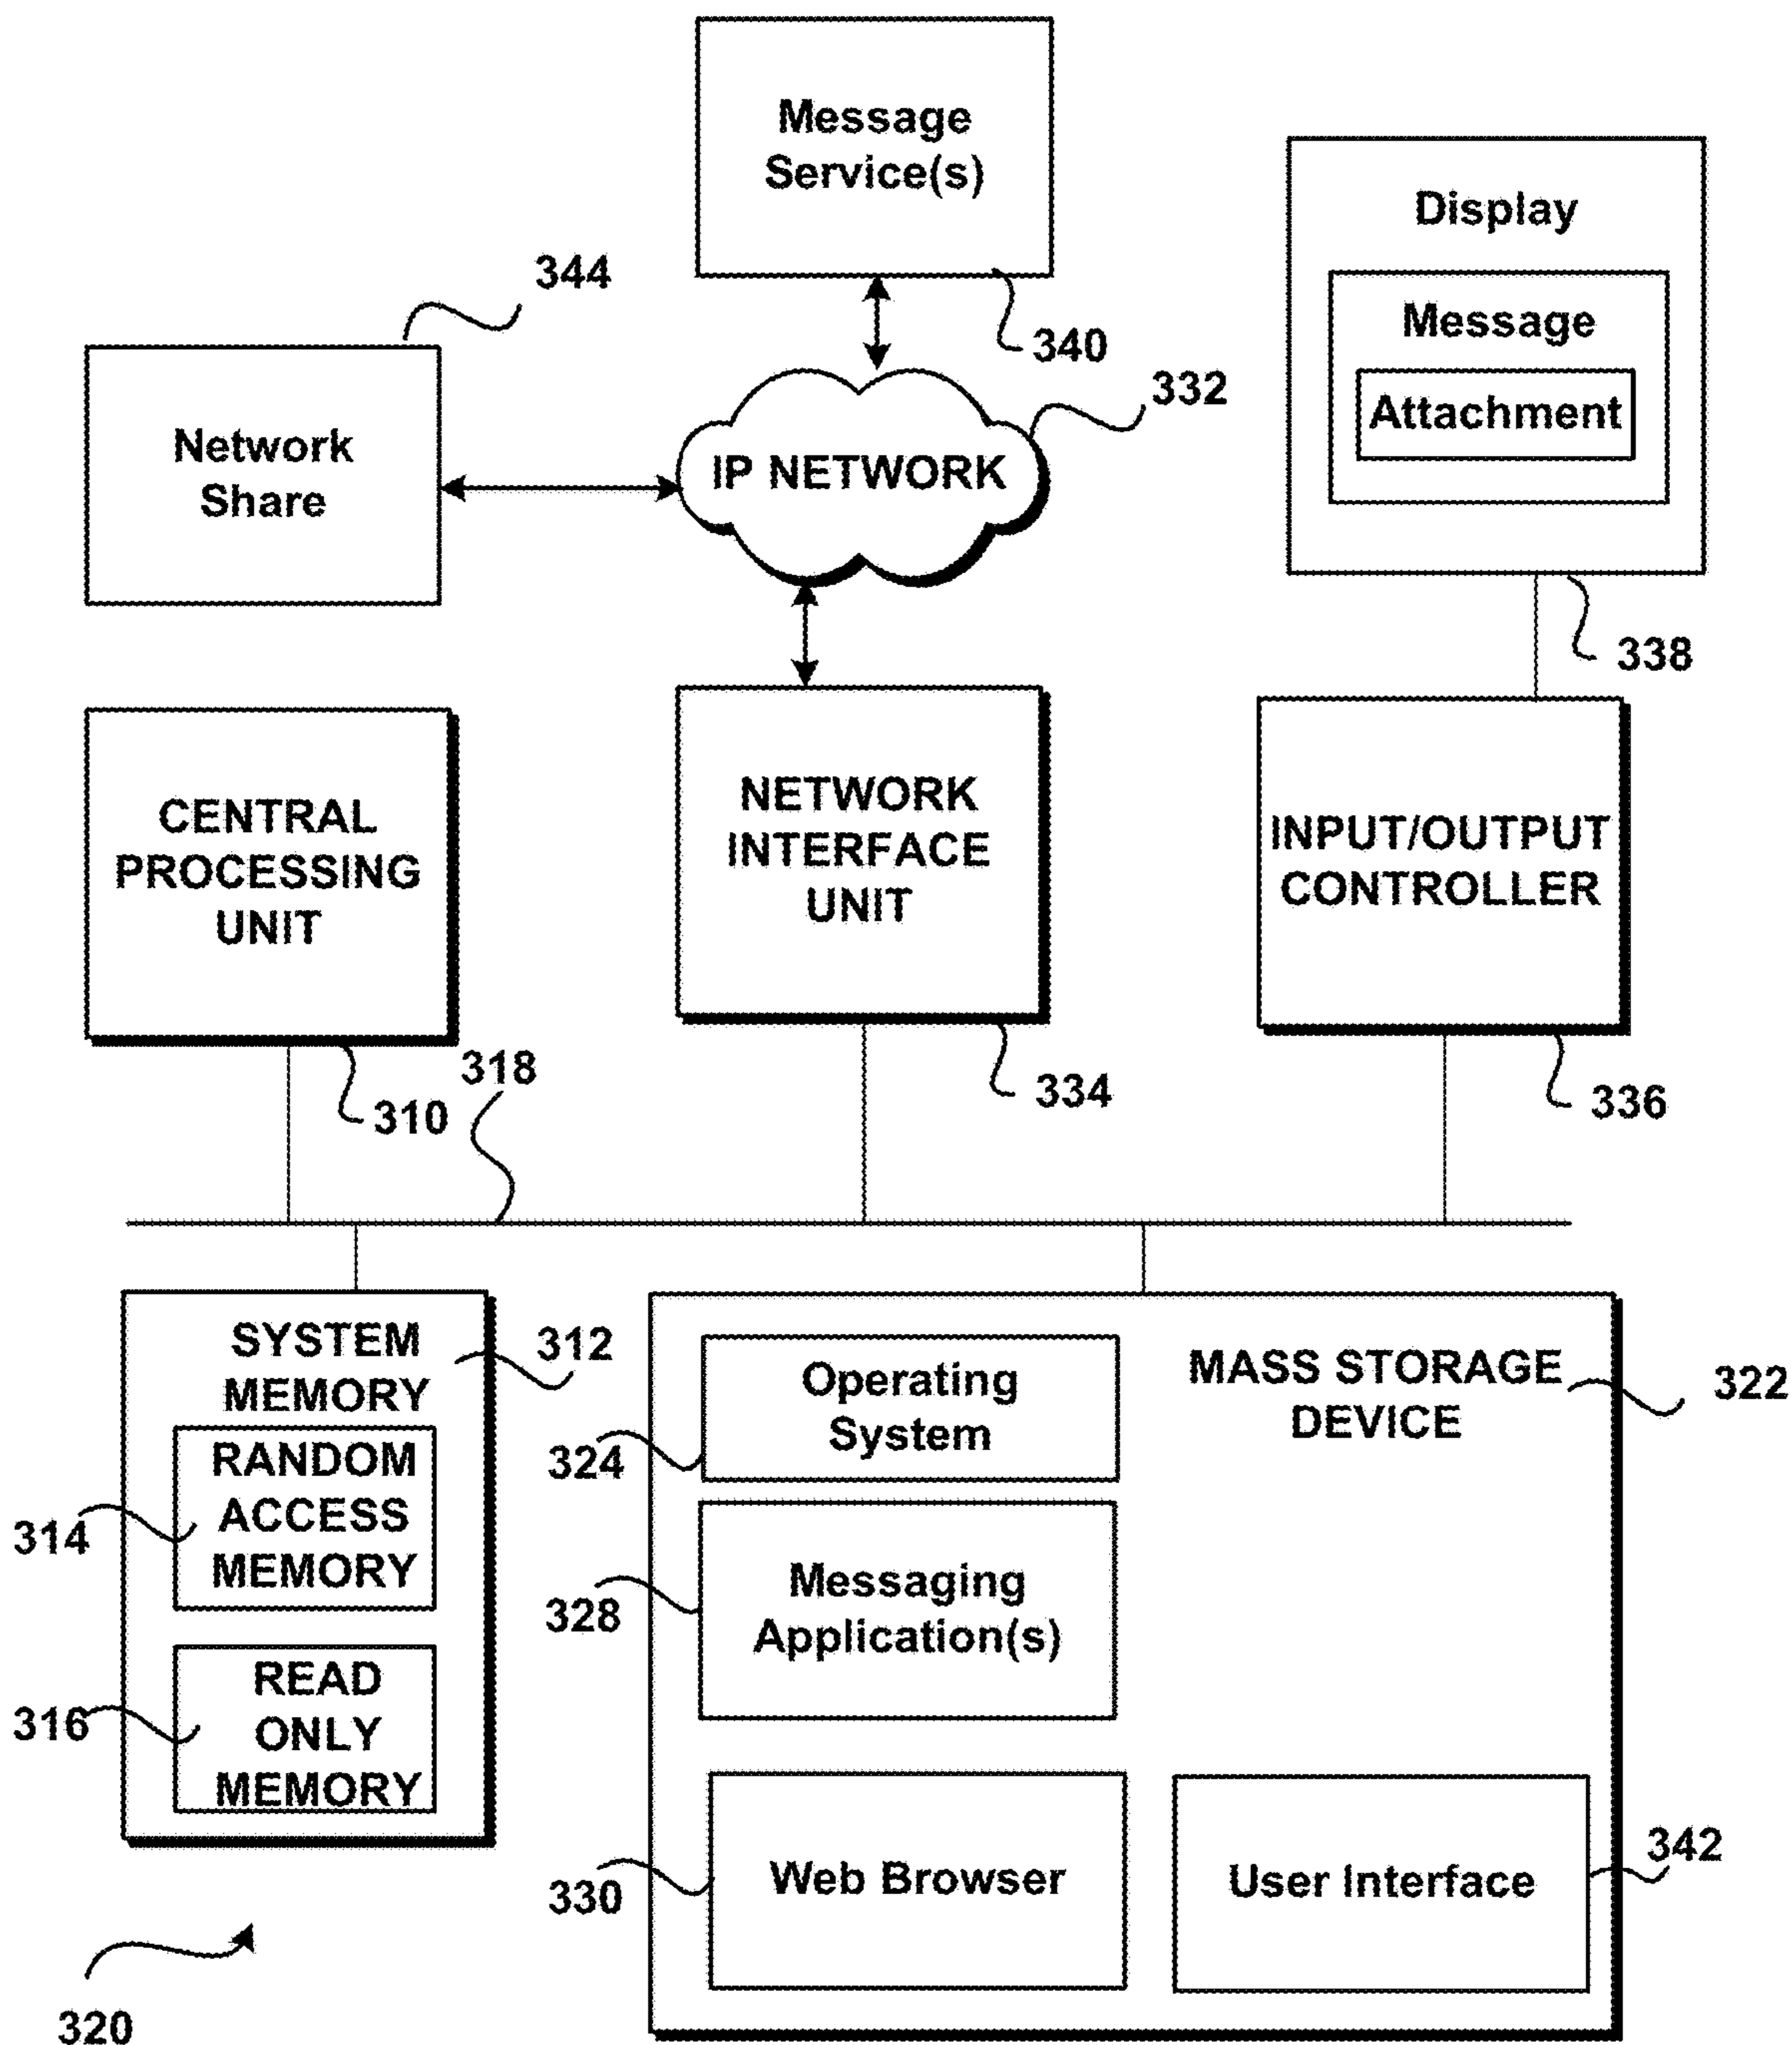 Message
Service(s)
340
Display
Message
Attachment
338
344
Network
Share
IP NETWORK
332
CENTRAL
PROCESSING
UNIT
310
NETWORK
INTERFACE
UNIT
334
INPUT/OUTPUT
CONTROLLER
336
318
SYSTEM
MEMORY
312
RANDOM
ACCESS
MEMORY
314
READ
ONLY
MEMORY
316
MASS STORAGE
DEVICE
322
Operating
System
324
Messaging
Application(s)
328
Web Browser
330
User Interface
342
320